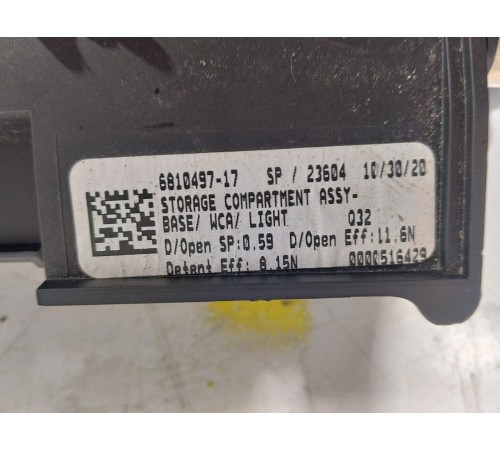 6810497-17 SP / 23604 10/30/20
STORAGE COMPARTMENT ASSY-
BASE/ WCA/ LIGHT Q32
D/Open SP:0.59 D/Open Eff:11.6N
Detent Eff: 8.15N 0000516429